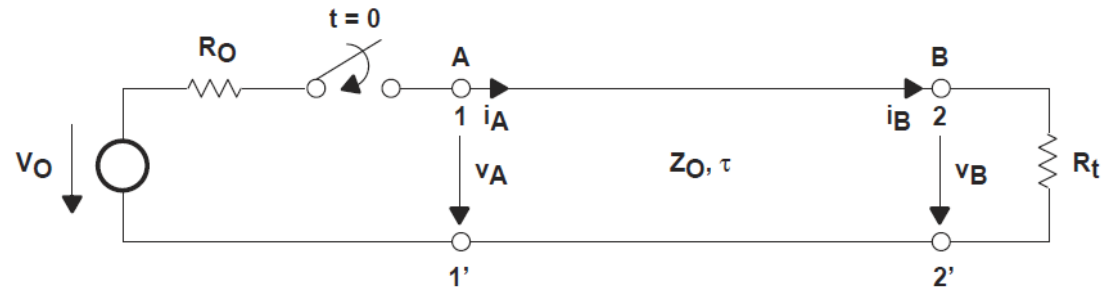 t = 0
RO
A
B
1
iA
iB
2
VO
vA
ZO, τ
vB
Rt
1’
2’